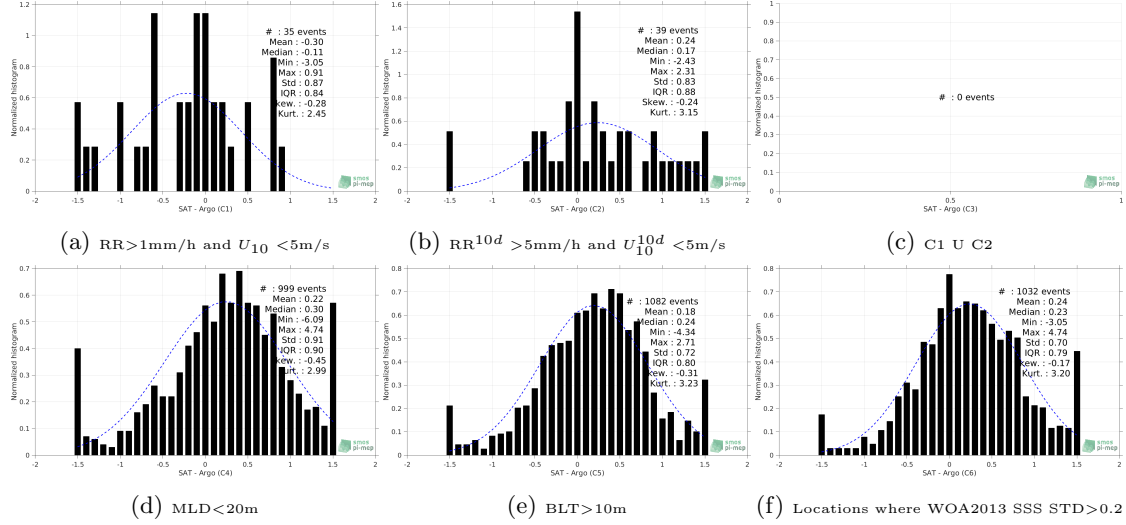 # : 35 events
Mean : -0.30
Median : -0.11
Min : -3.05
Max : 0.91
Std : 0.87
IQR : 0.84
Skew. : -0.28
Kurt. : 2.45
Normalized histogram
0
0.2
0.4
0.6
0.8
1
1.2
-2
-1.5
-1
-0.5
0
0.5
1
1.5
2
SAT - Argo (C1)
smos
pi-mep
(a) RR>1mm/h and U10 <5m/s
# : 39 events
Mean : 0.24
Median : 0.17
Min : -2.43
Max : 2.31
Std : 0.83
IQR : 0.88
Skew. : -0.24
Kurt. : 3.15
Normalized histogram
0
0.2
0.4
0.6
0.8
1
1.2
1.4
1.6
-2
-1.5
-1
-0.5
0
0.5
1
1.5
2
SAT - Argo (C2)
smos
pi-mep
(b) RR10d >5mm/h and U10d10 <5m/s
# : 0 events
Normalized histogram
0
0.1
0.2
0.3
0.4
0.5
0.6
0.7
0.8
0.9
1
0
0.5
1
SAT - Argo (C3)
smos
pi-mep
(c) C1 U C2
# : 999 events
Mean : 0.22
Median : 0.30
Min : -6.09
Max : 4.74
Std : 0.91
IQR : 0.90
Skew. : -0.45
Kurt. : 2.99
Normalized histogram
0
0.1
0.2
0.3
0.4
0.5
0.6
0.7
-2
-1.5
-1
-0.5
0
0.5
1
1.5
2
SAT - Argo (C4)
smos
pi-mep
(d) MLD<20m
# : 1082 events
Mean : 0.18
Median : 0.24
Min : -4.34
Max : 2.71
Std : 0.72
IQR : 0.80
Skew. : -0.31
Kurt. : 3.23
Normalized histogram
0
0.1
0.2
0.3
0.4
0.5
0.6
0.7
0.8
-2
-1.5
-1
-0.5
0
0.5
1
1.5
2
SAT - Argo (C5)
smos
pi-mep
(e) BLT>10m
# : 1032 events
Mean : 0.24
Median : 0.23
Min : -3.05
Max : 4.74
Std : 0.70
IQR : 0.79
Skew. : -0.17
Kurt. : 3.20
Normalized histogram
0
0.1
0.2
0.3
0.4
0.5
0.6
0.7
0.8
-2
-1.5
-1
-0.5
0
0.5
1
1.5
2
SAT - Argo (C6)
smos
pi-mep
(f) Locations where WOA2013 SSS STD>0.2